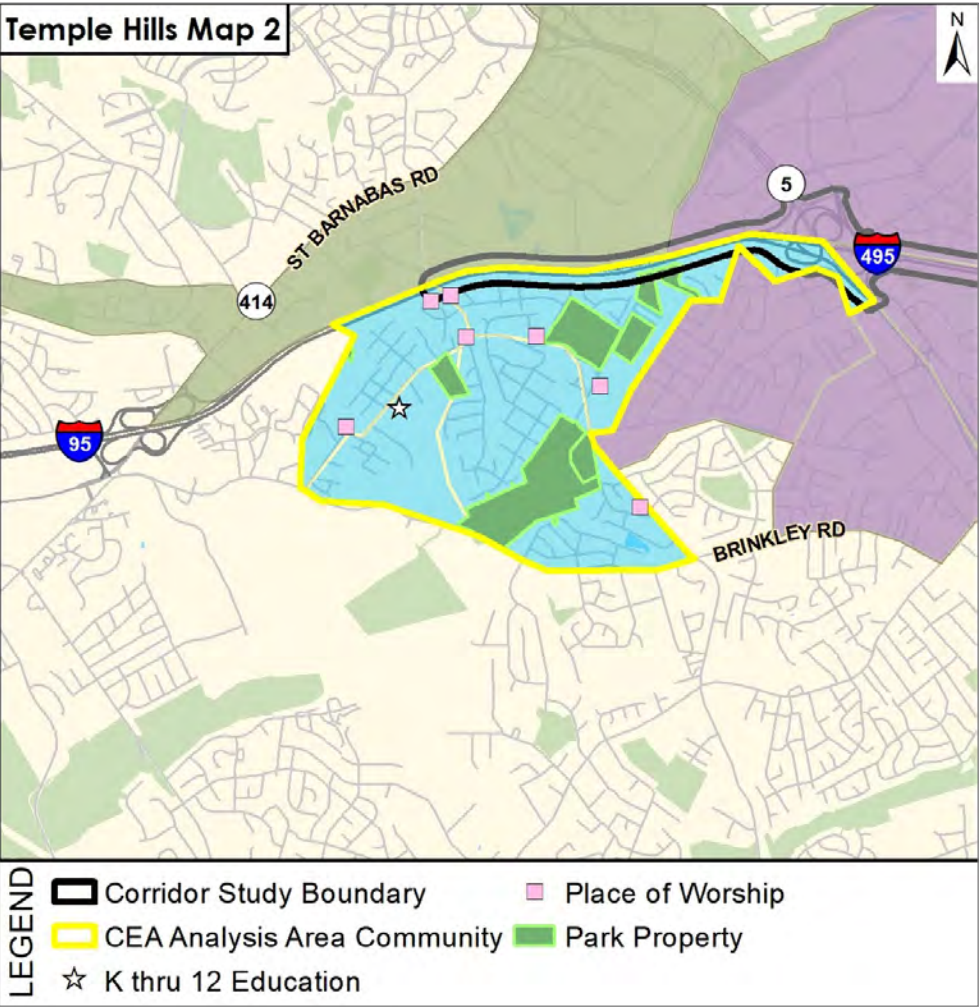 Temple Hills Map 2
N
ST BARNABAS RD
5
495
414
95
BRINKLEY RD
LEGEND
Corridor Study Boundary
Place of Worship
CEA Analysis Area Community
Park Property
K thru 12 Education